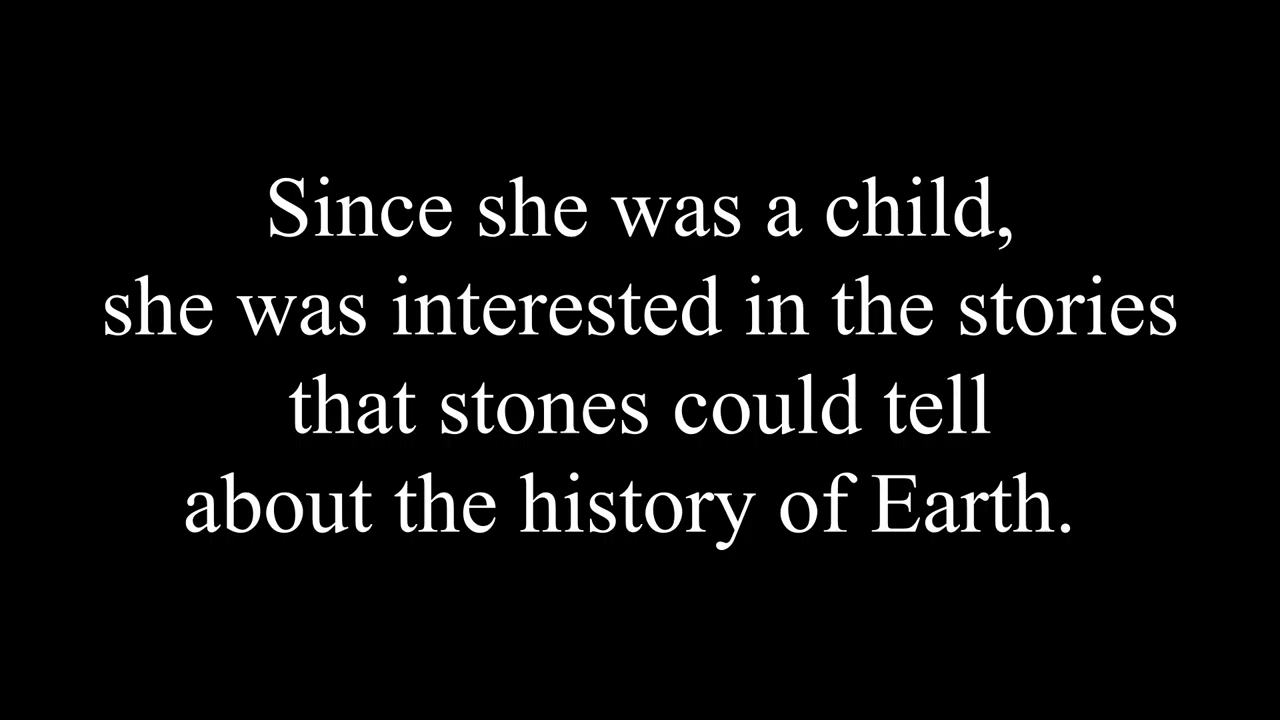 Since she was a child,
she was interested in the stories
that stones could tell
about the history of Earth.